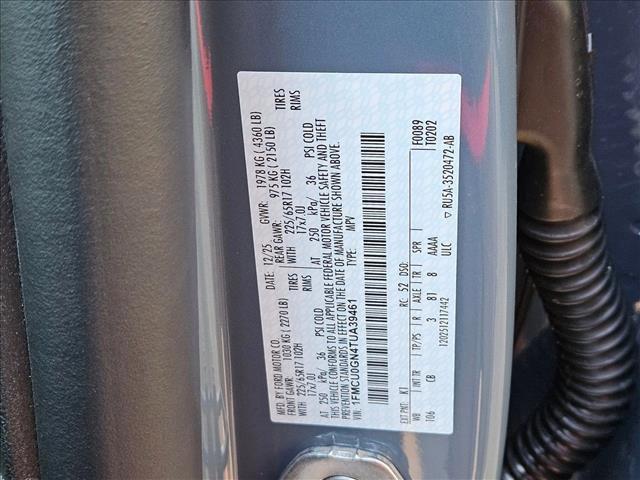 MFD. BY FORD MOTOR CO.
DATE: 12/25 GVWR: 1978 KG ( 4360 LB)
FRONT GAWR: 1030 KG ( 2270 LB) REAR GAWR: 975 KG ( 2150 LB)
WITH 225/65R17 102H TIRES WITH 225/65R17 102H TIRES
17x7.0J RIMS 17x7.0J RIMS
AT 250 kPa/ 36 PSI COLD AT 250 kPa/ 36 PSI COLD
THIS VEHICLE CONFORMS TO ALL APPLICABLE FEDERAL MOTOR VEHICLE SAFETY AND THEFT
PREVENTION STANDARDS IN EFFECT ON THE DATE OF MANUFACTURE SHOWN ABOVE.
VIN: 1FMCU0GN4TUA39461 TYPE: MPV
F0089
T0202
EXT PNT: K1 RC: 52 DSO:
WB INT TR TP/PS R AXLE TR SPR
106 CB 3 81 8 AAAA
1202512117442 ULC
RU5A-3520472-AB